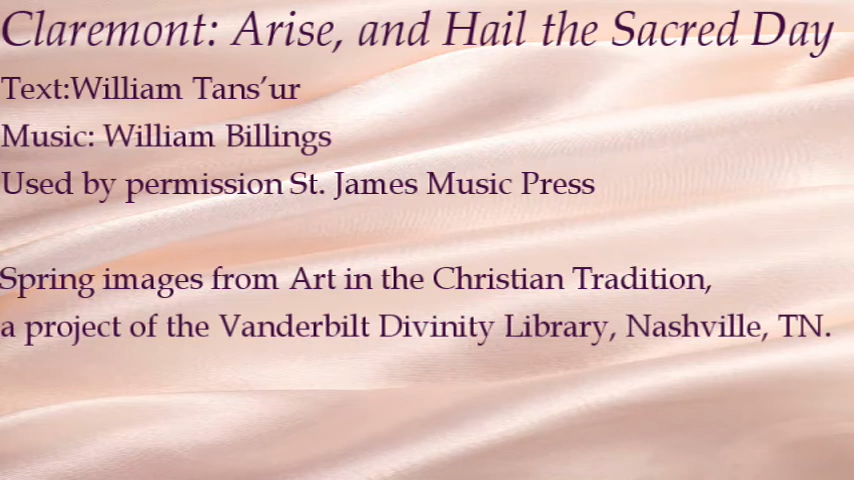 Claremont: Arise, and Hail the Sacred Day
Text:William Tans’ur
Music: William Billings
Used by permission St. James Music Press
Spring images from Art in the Christian Tradition,
a project of the Vanderbilt Divinity Library, Nashville, TN.